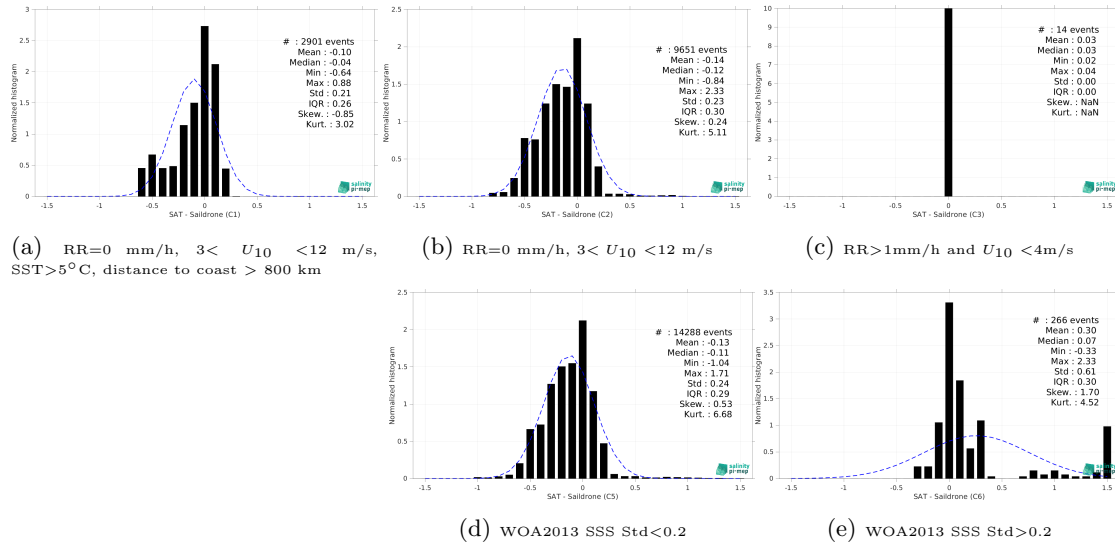 3
2.5
2
1.5
1
0.5
0
Normalized histogram
# : 2901 events
Mean : -0.10
Median : -0.04
Min : -0.64
Max : 0.88
Std : 0.21
IQR : 0.26
Skew. : -0.85
Kurt. : 3.02
salinity
pi-mep
-1.5 -1 -0.5 0 0.5 1 1.5
SAT - Saildrone (C1)
(a) RR=0 mm/h, 3< U10 <12 m/s,
SST>5°C, distance to coast > 800 km
2.5
2
1.5
1
0.5
0
Normalized histogram
# : 9651 events
Mean : -0.14
Median : -0.12
Min : -0.84
Max : 2.33
Std : 0.23
IQR : 0.30
Skew. : 0.24
Kurt. : 5.11
salinity
pi-mep
-1.5 -1 -0.5 0 0.5 1 1.5
SAT - Saildrone (C2)
(b) RR=0 mm/h, 3< U10 <12 m/s
10
9
8
7
6
5
4
3
2
1
0
Normalized histogram
# : 14 events
Mean : 0.03
Median : 0.03
Min : 0.02
Max : 0.04
Std : 0.00
IQR : 0.00
Skew. : NaN
Kurt. : NaN
salinity
pi-mep
-1.5 -1 -0.5 0 0.5 1 1.5
SAT - Saildrone (C3)
(c) RR>1mm/h and U10 <4m/s
2.5
2
1.5
1
0.5
0
Normalized histogram
# : 14288 events
Mean : -0.13
Median : -0.11
Min : -1.04
Max : 1.71
Std : 0.24
IQR : 0.29
Skew. : 0.53
Kurt. : 6.68
salinity
pi-mep
-1.5 -1 -0.5 0 0.5 1 1.5
SAT - Saildrone (C5)
(d) WOA2013 SSS Std<0.2
3.5
3
2.5
2
1.5
1
0.5
0
Normalized histogram
# : 266 events
Mean : 0.30
Median : 0.07
Min : -0.33
Max : 2.33
Std : 0.61
IQR : 0.30
Skew. : 1.70
Kurt. : 4.52
salinity
pi-mep
-1.5 -1 -0.5 0 0.5 1 1.5
SAT - Saildrone (C6)
(e) WOA2013 SSS Std>0.2